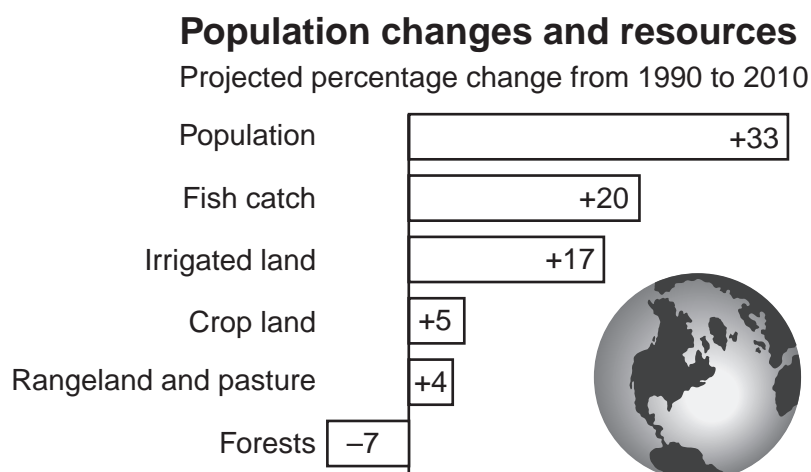 Population changes and resources
Projected percentage change from 1990 to 2010
Population +33
Fish catch +20
Irrigated land +17
Crop land +5
Rangeland and pasture +4
Forests –7